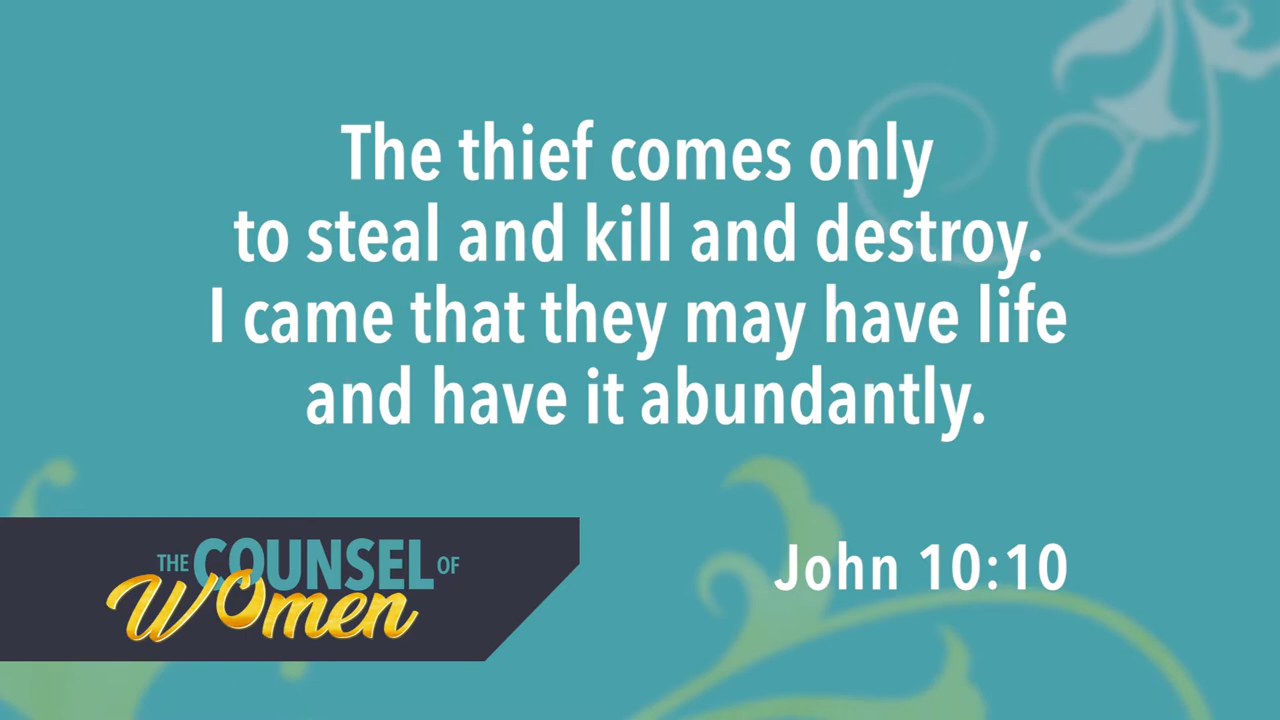 The thief comes only
to steal and kill and destroy.
I came that they may have life
and have it abundantly.
John 10:10
THE COUNSEL OF
Women